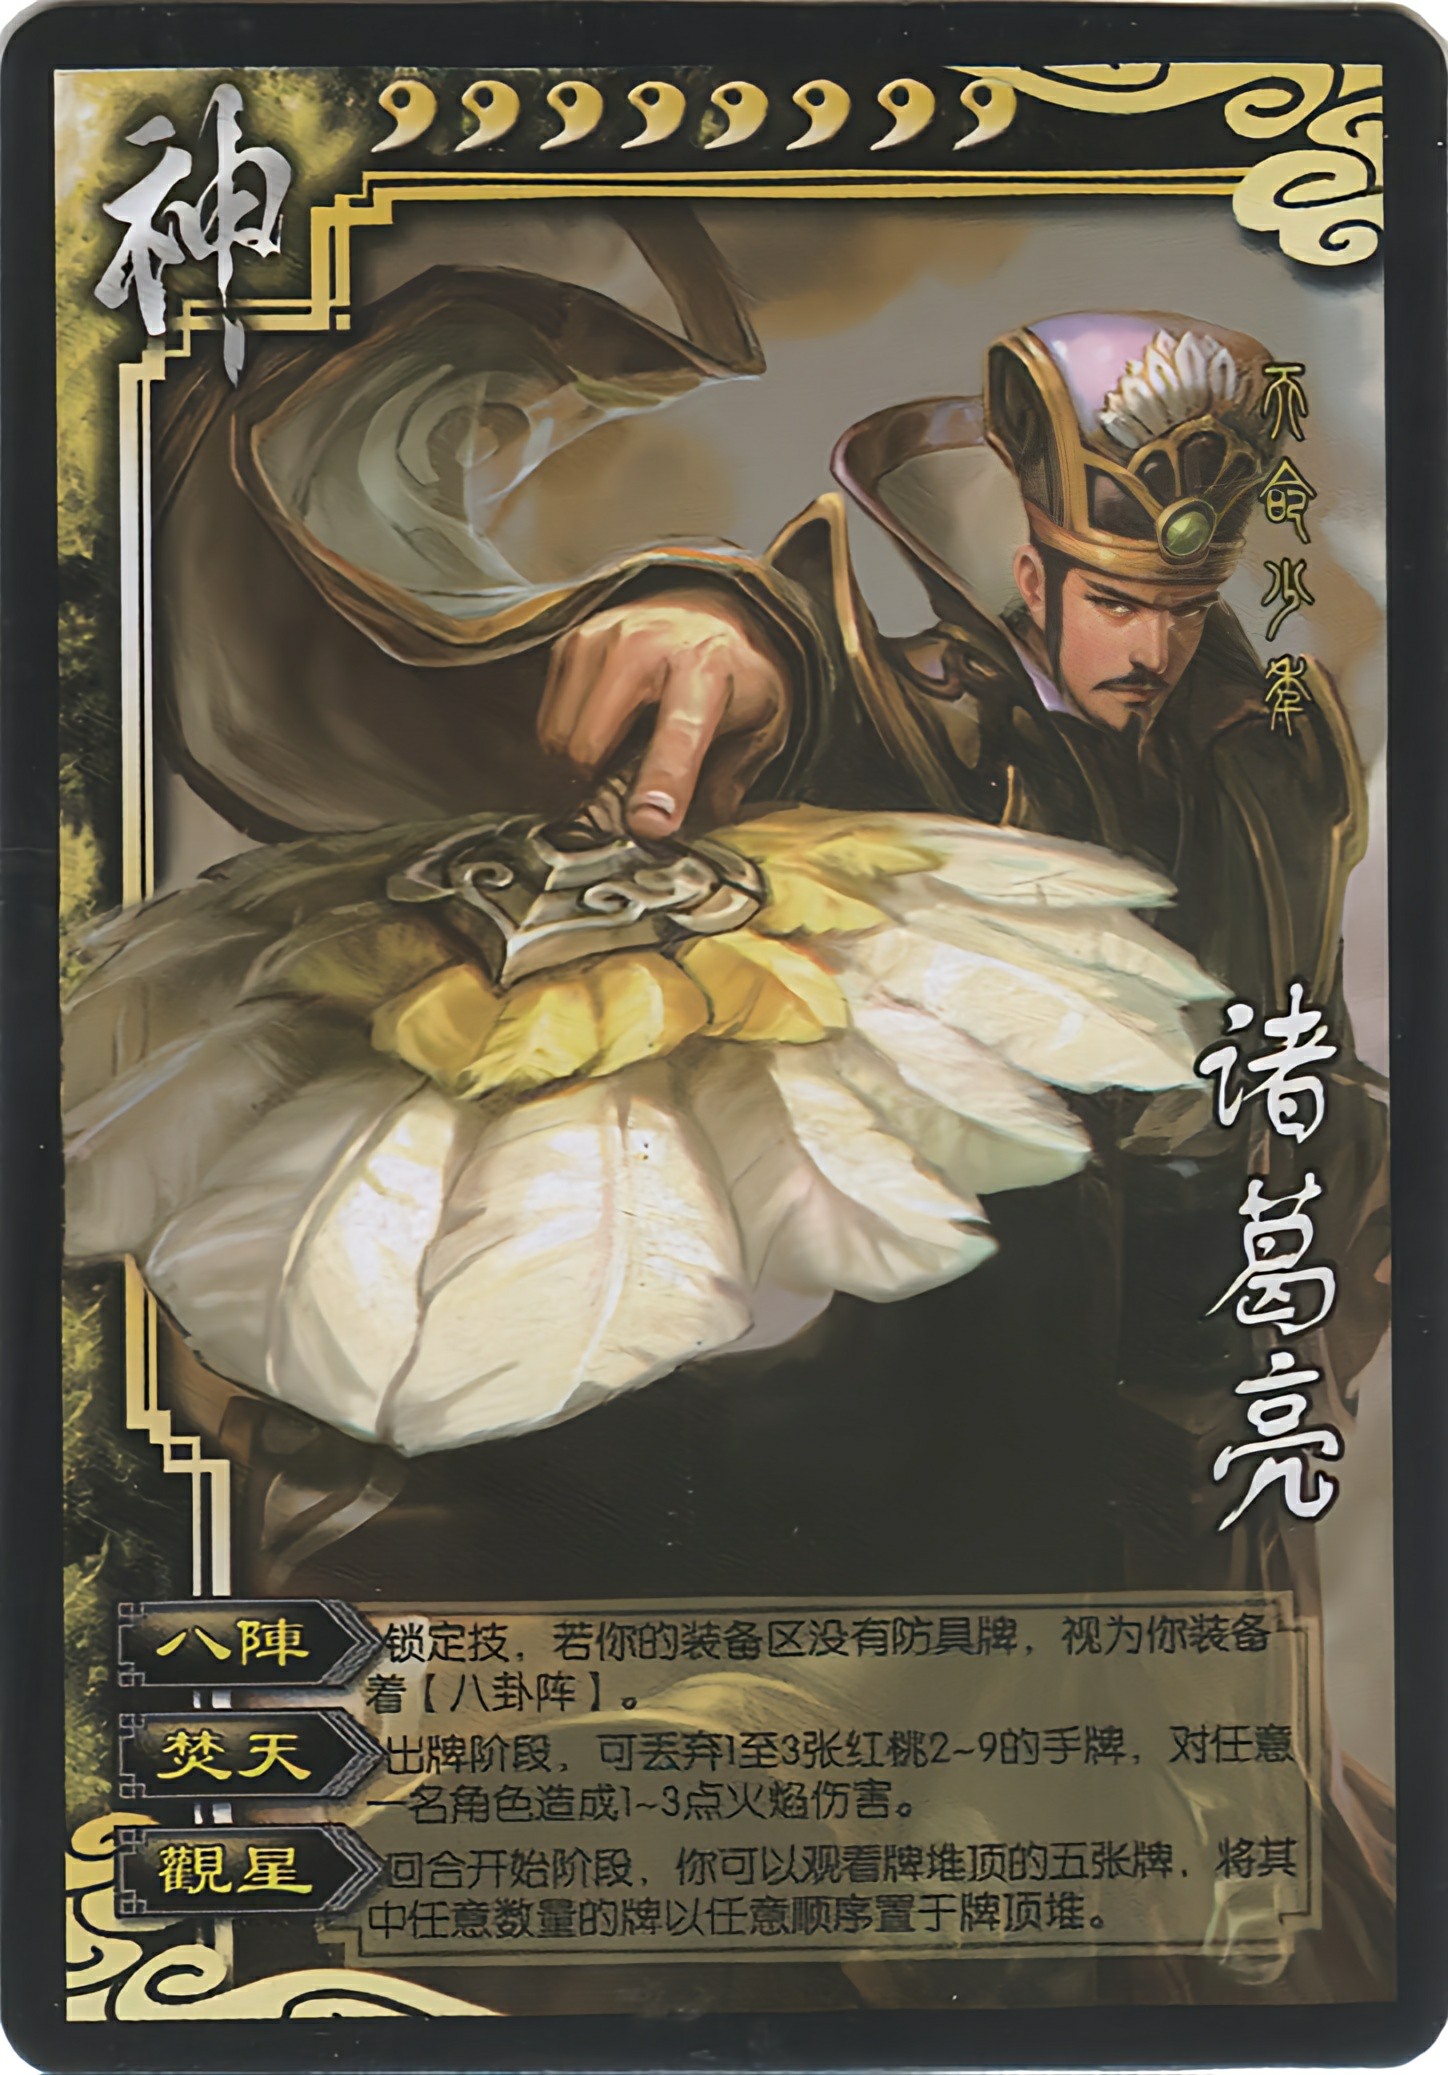 神
天命少年
诸葛亮
八陣
锁定技，若你的装备区没有防具牌，视为你装备
着【八卦阵】。
焚天
出牌阶段，可丢弃1至3张红桃2~9的手牌，对任意
一名角色造成1~3点火焰伤害。
觀星
回合开始阶段，你可以观看牌堆顶的五张牌，将其
中任意数量的牌以任意顺序置于牌顶堆。